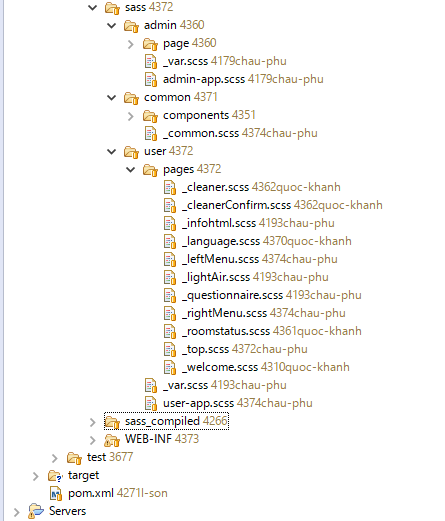 sass 4372
admin 4360
page 4360
_var.scss 4179chau-phu
admin-app.scss 4179chau-phu
common 4371
components 4351
_common.scss 4374chau-phu
user 4372
pages 4372
_cleaner.scss 4362quoc-khanh
_cleanerConfirm.scss 4362quoc-khanh
_infohtml.scss 4193chau-phu
_language.scss 4370quoc-khanh
_leftMenu.scss 4374chau-phu
_lightAir.scss 4193chau-phu
_questionnaire.scss 4193chau-phu
_rightMenu.scss 4374chau-phu
_roomstatus.scss 4361quoc-khanh
_top.scss 4372chau-phu
_welcome.scss 4310quoc-khanh
_var.scss 4193chau-phu
user-app.scss 4374chau-phu
sass_compiled 4266
WEB-INF 4373
test 3677
target
pom.xml 4271l-son
Servers